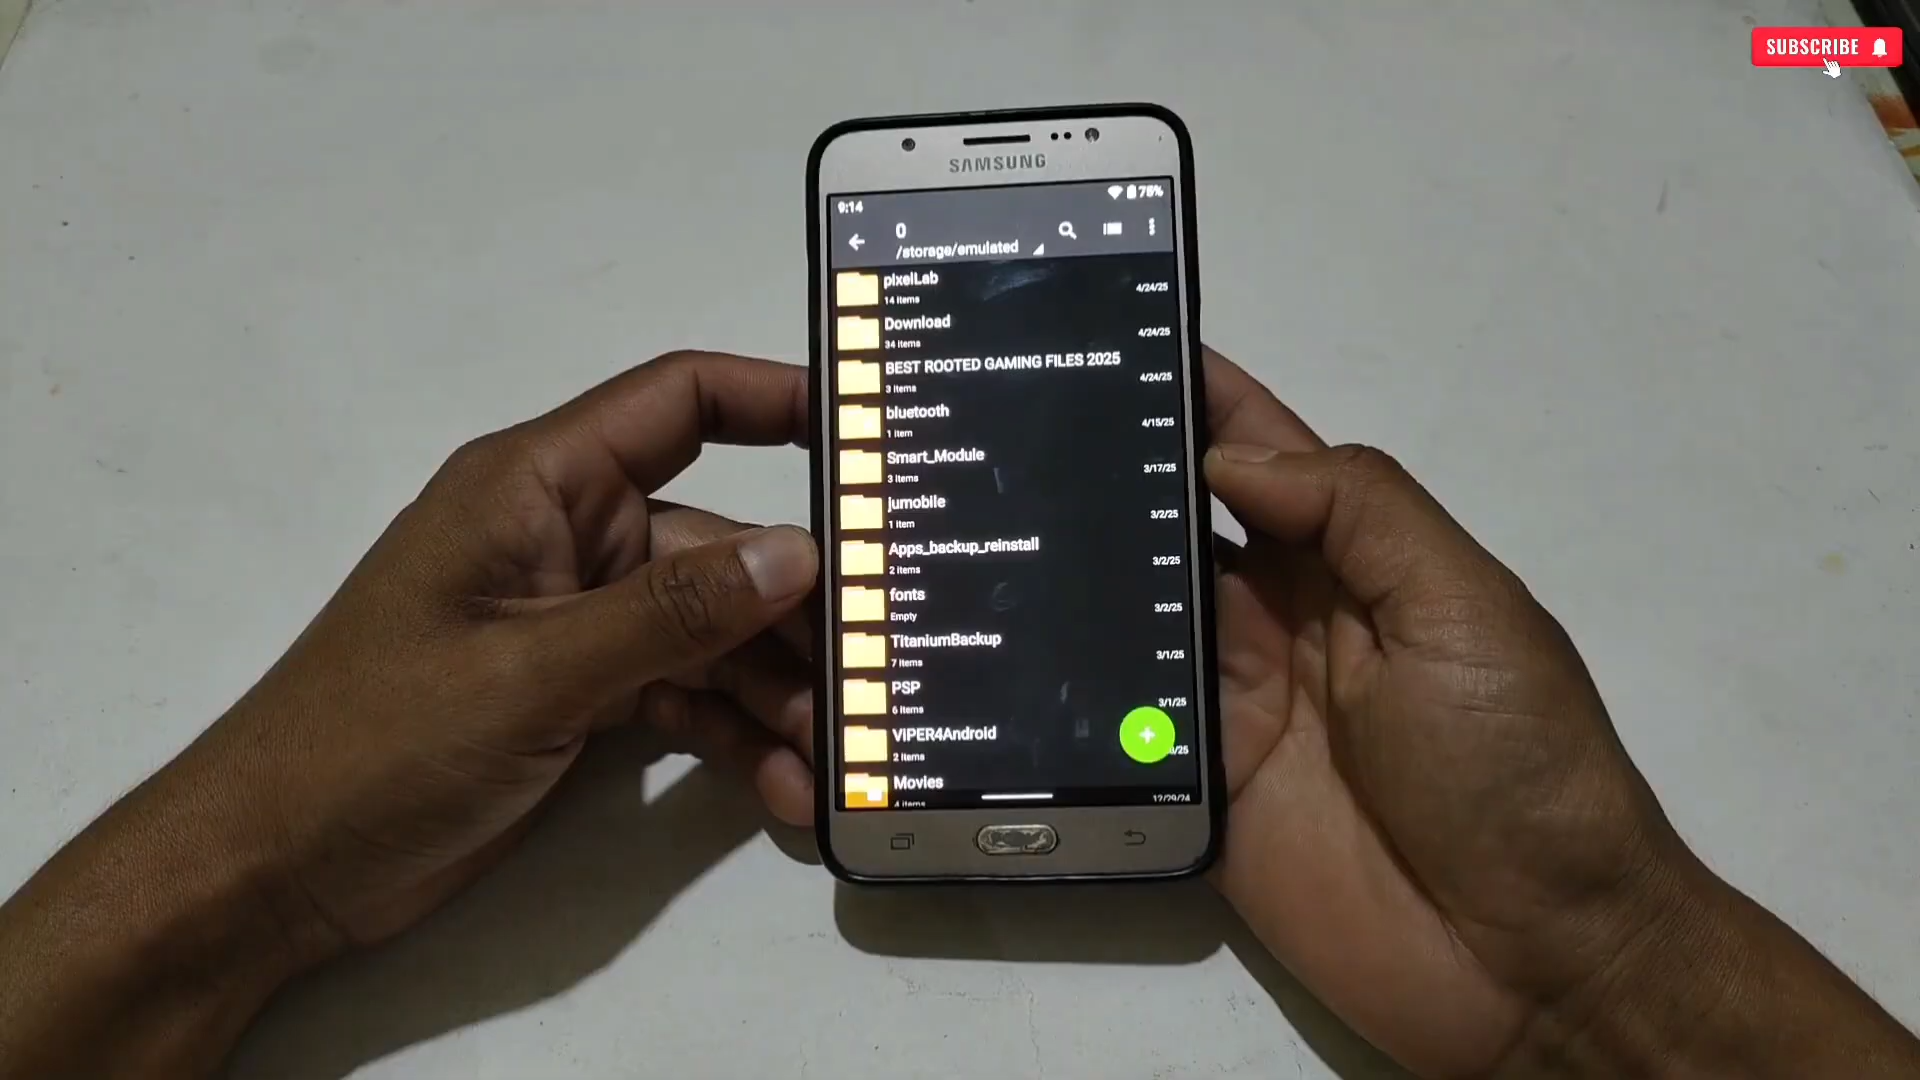 SUBSCRIBE
SAMSUNG
9:14
75%
0
/storage/emulated
pixelLab
14 items
4/24/25
Download
34 items
4/24/25
BEST ROOTED GAMING FILES 2025
3 items
4/24/25
bluetooth
1 item
4/15/25
Smart_Module
3 items
3/17/25
jumobile
1 item
3/2/25
Apps_backup_reinstall
2 items
3/2/25
fonts
Empty
3/2/25
TitaniumBackup
7 items
3/1/25
PSP
6 items
3/1/25
ViPER4Android
2 items
Movies
4 items
12/29/24